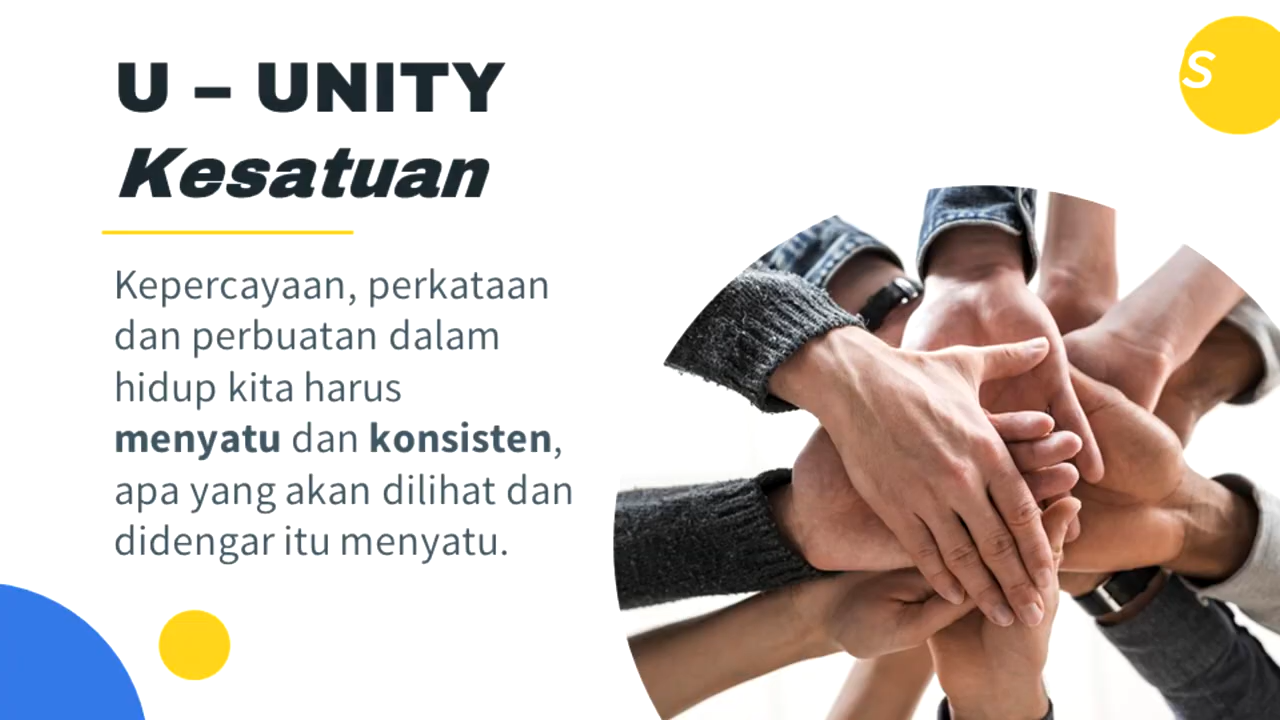 U – UNITY
Kesatuan
Kepercayaan, perkataan
dan perbuatan dalam
hidup kita harus
menyatu dan konsisten,
apa yang akan dilihat dan
didengar itu menyatu.
S